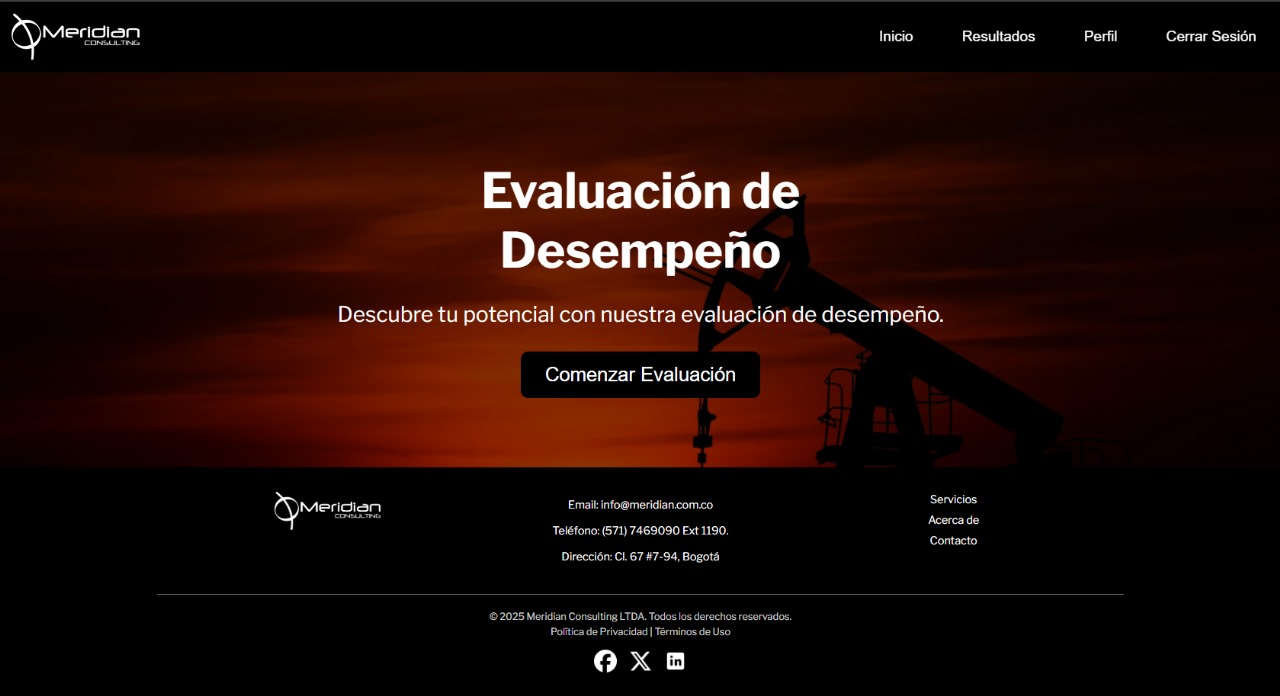 Meridian
CONSULTING
Inicio
Resultados
Perfil
Cerrar Sesión
Evaluación de
Desempeño
Descubre tu potencial con nuestra evaluación de desempeño.
Comenzar Evaluación
Meridian
CONSULTING
Email: info@meridian.com.co
Teléfono: (571) 7469090 Ext 1190.
Dirección: Cl. 67 #7-94, Bogotá
Servicios
Acerca de
Contacto
© 2025 Meridian Consulting LTDA. Todos los derechos reservados.
Política de Privacidad | Términos de Uso